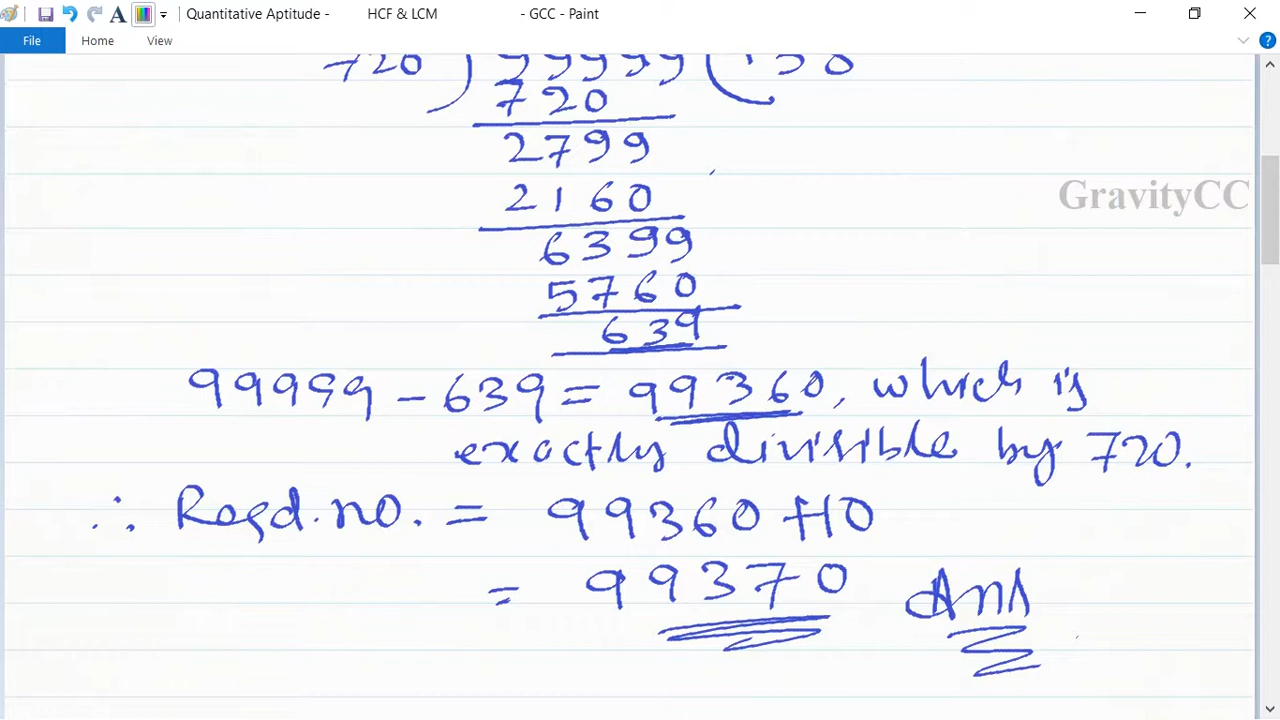 Quantitative Aptitude - HCF & LCM - GCC - Paint
File Home View
720 ) 99999 ( 138
720
2799
2160
6399
5760
639
GravityCC
99999 - 639 = 99360, which is
exactly divisible by 720.
∴ Reqd. no. = 99360 + 10
= 99370 Ans